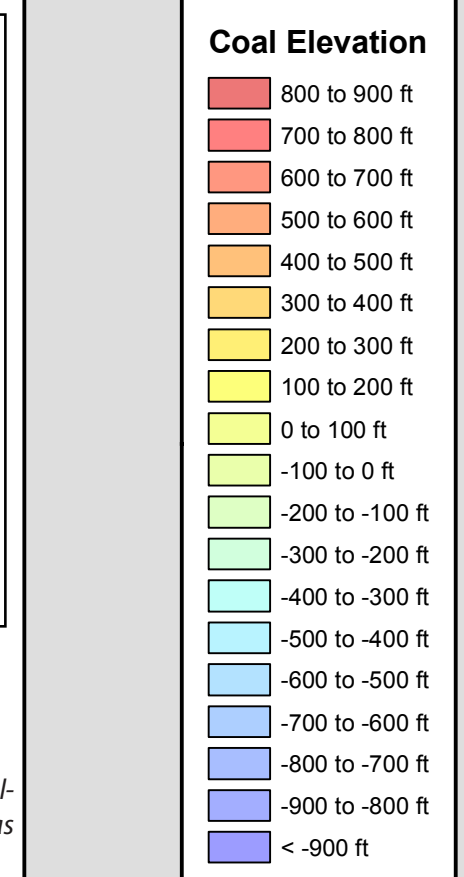 Coal Elevation
800 to 900 ft
700 to 800 ft
600 to 700 ft
500 to 600 ft
400 to 500 ft
300 to 400 ft
200 to 300 ft
100 to 200 ft
0 to 100 ft
-100 to 0 ft
-200 to -100 ft
-300 to -200 ft
-400 to -300 ft
-500 to -400 ft
-600 to -500 ft
-700 to -600 ft
-800 to -700 ft
-900 to -800 ft
< -900 ft